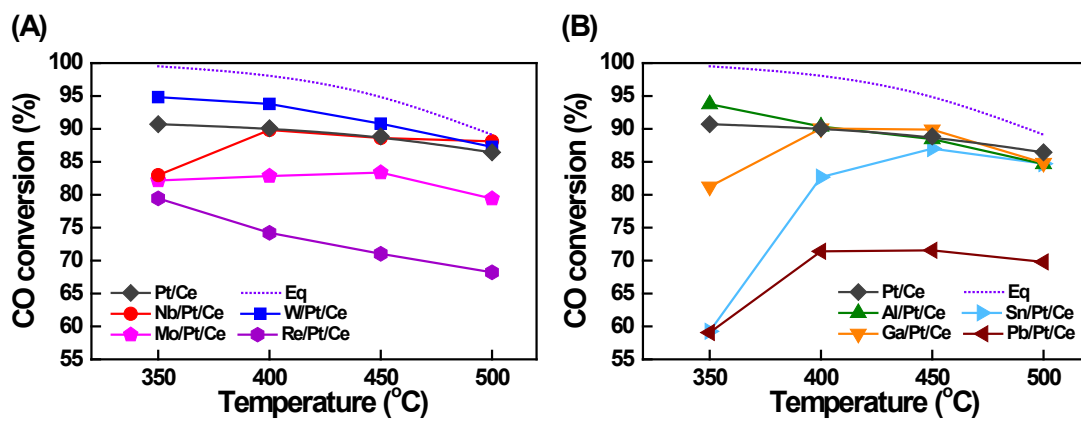 (A)
CO conversion (%)
100
95
90
85
80
75
70
65
60
55
Pt/Ce
Eq
Nb/Pt/Ce
W/Pt/Ce
Mo/Pt/Ce
Re/Pt/Ce
350
400
450
500
Temperature (°C)
(B)
CO conversion (%)
100
95
90
85
80
75
70
65
60
55
Pt/Ce
Eq
Al/Pt/Ce
Sn/Pt/Ce
Ga/Pt/Ce
Pb/Pt/Ce
350
400
450
500
Temperature (°C)